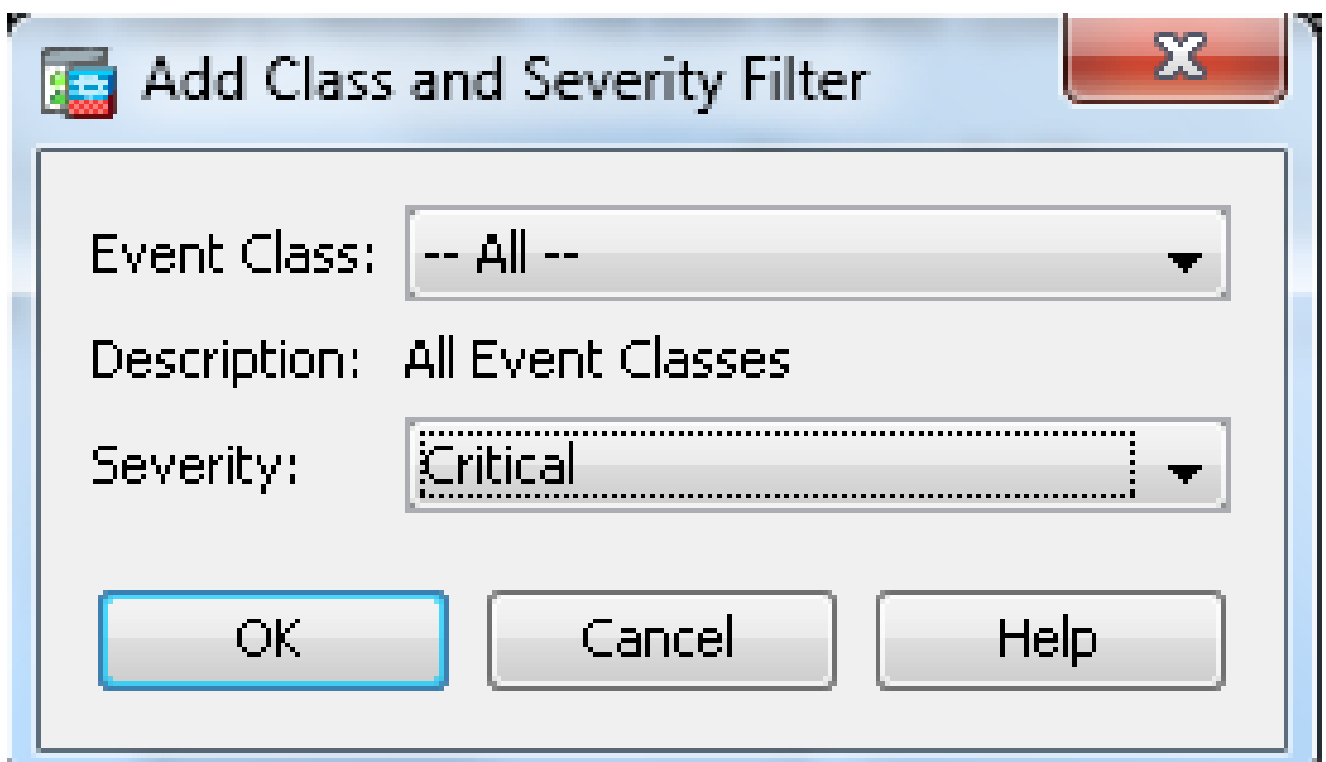 Add Class and Severity Filter
Event Class: -- All --
Description: All Event Classes
Severity: Critical
OK Cancel Help